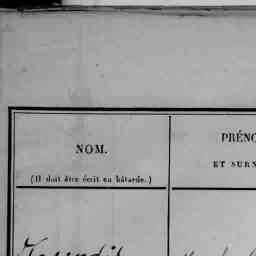 NOM.
(Il doit être écrit en bâtarde.)
PRÉNO
ET SURN